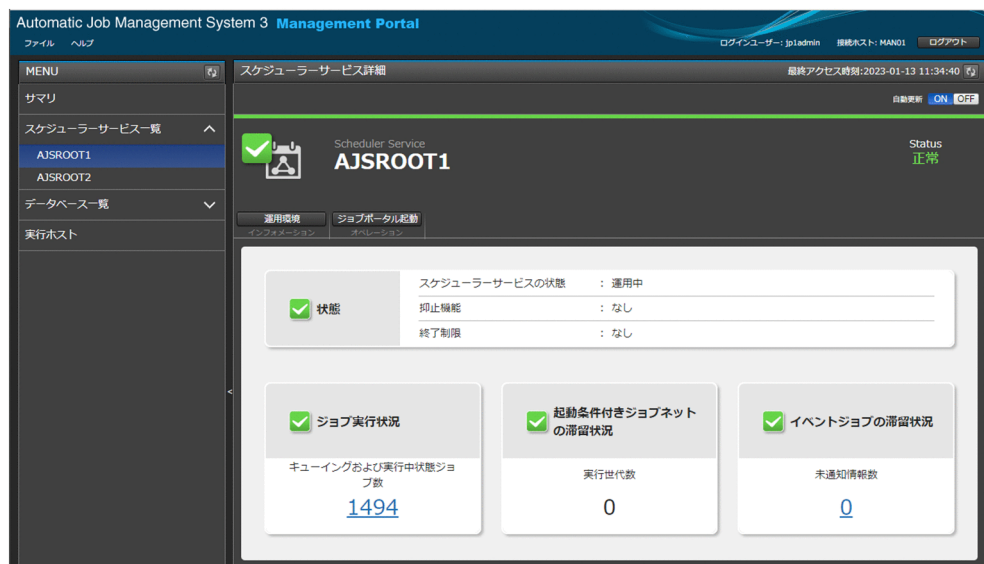 Automatic Job Management System 3 Management Portal
ファイル ヘルプ
ログインユーザー: jp1admin 接続ホスト: MAN01 ログアウト
MENU
サマリ
スケジューラーサービス一覧
AJSROOT1
AJSROOT2
データベース一覧
実行ホスト
スケジューラーサービス詳細
最終アクセス時刻:2023-01-13 11:34:40
自動更新 ON OFF
Scheduler Service
AJSROOT1
Status
正常
運用環境 ジョブポータル起動
インフォメーション オペレーション
状態
スケジューラーサービスの状態 : 運用中
抑止機能 : なし
終了制限 : なし
ジョブ実行状況
キューイングおよび実行中状態ジョ
ブ数
1494
起動条件付きジョブネット
の滞留状況
実行世代数
0
イベントジョブの滞留状況
未通知情報数
0
<